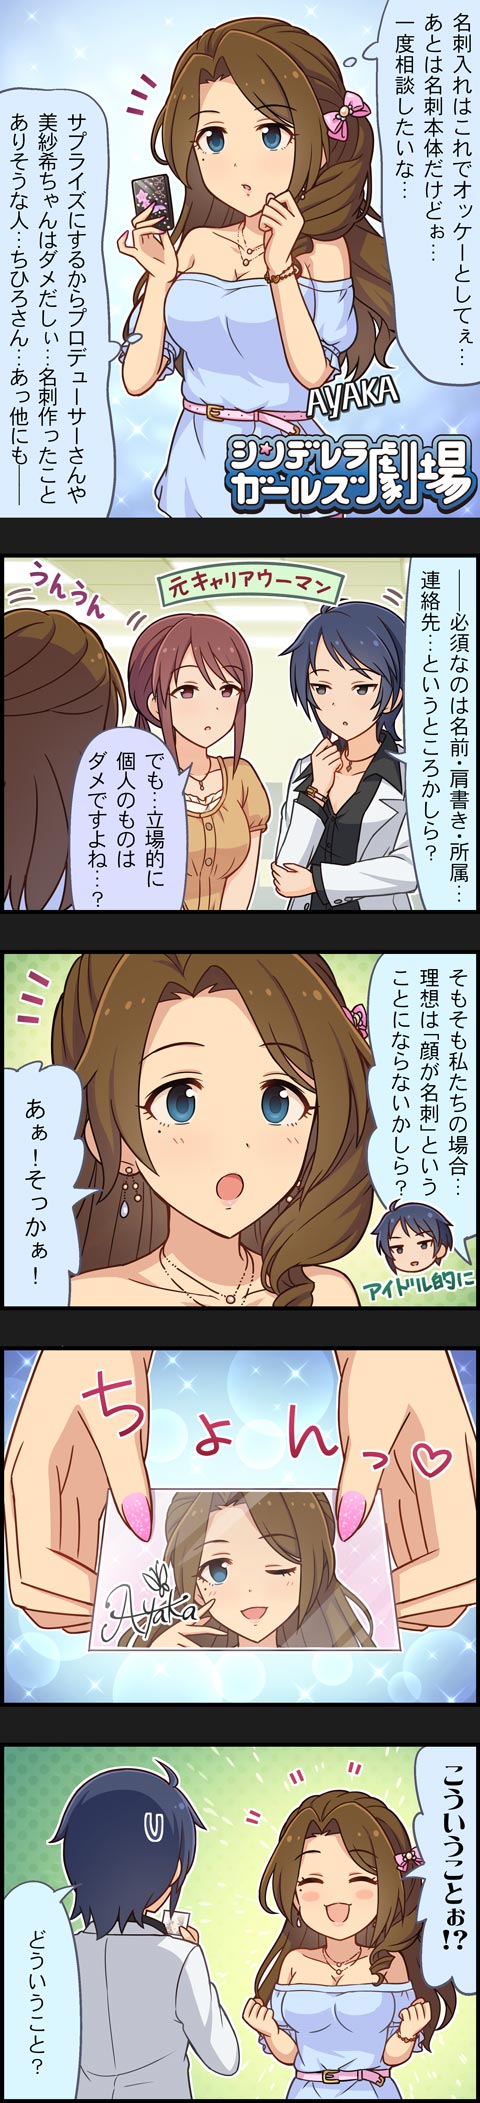 名刺入れはこれでオッケーとしてぇ…
あとは名刺本体だけどぉ…
一度相談したいな…
サプライズにするからプロデューサーさんや
美紗希ちゃんはダメだしぃ…名刺作ったこと
ありそうな人…ちひろさん…あっ他にも――
AYAKA
シンデレラ
ガールズ劇場
――必須なのは名前・肩書き・所属…
連絡先…というところかしら?
元キャリアウーマン
うんうん
でも…立場的に
個人のものは
ダメですよね…?
そもそも私たちの場合…
理想は「顔が名刺」という
ことにならないかしら?
アイドル的に
あぁ!そっかぁ!
ちょんっ♡
Ayaka
こういうことぉ!?
どういうこと?